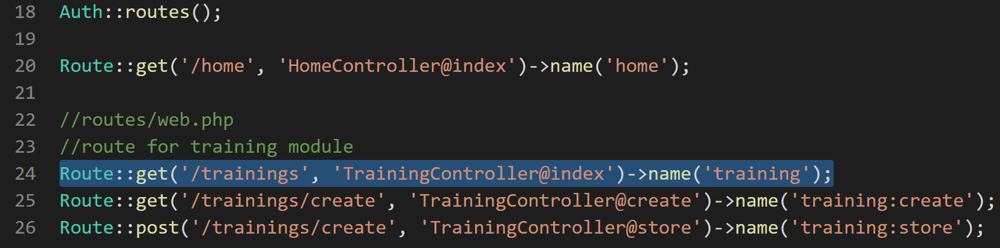 18 Auth::routes();
19
20 Route::get('/home', 'HomeController@index')->name('home');
21
22 //routes/web.php
23 //route for training module
24 Route::get('/trainings', 'TrainingController@index')->name('training');
25 Route::get('/trainings/create', 'TrainingController@create')->name('training:create');
26 Route::post('/trainings/create', 'TrainingController@store')->name('training:store');